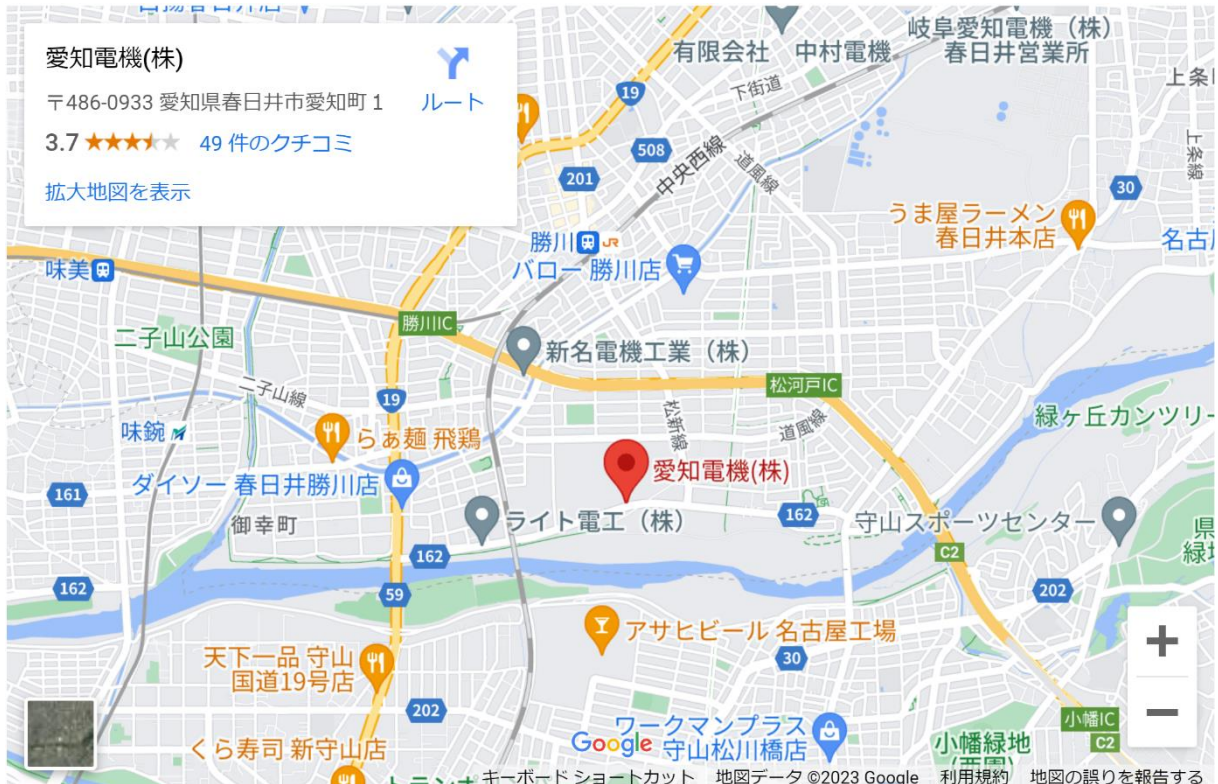 愛知電機(株)
〒486-0933 愛知県春日井市愛知町 1
ルート
3.7
49 件のクチコミ
拡大地図を表示
有限会社 中村電機
岐阜愛知電機(株)
春日井営業所
上条
上条線
19
下街道
508
中央西線
道風線
201
30
うま屋ラーメン
春日井本店
名古
勝川
JR
バロー 勝川店
味美
勝川IC
二子山公園
新名電機工業(株)
松河戸IC
二子山線
19
松新線
道風線
緑ヶ丘カンツリー
味鋺
らぁ麺 飛鶏
愛知電機(株)
ダイソー 春日井勝川店
161
御幸町
ライト電工(株)
162
守山スポーツセンター
162
C2
162
59
202
アサヒビール 名古屋工場
30
天下一品 守山
国道19号店
202
ワークマンプラス
守山松川橋店
Google
小幡IC
C2
小幡緑地
くら寿司 新守山店
+
−
キーボード ショートカット 地図データ ©2023 Google 利用規約 地図の誤りを報告する